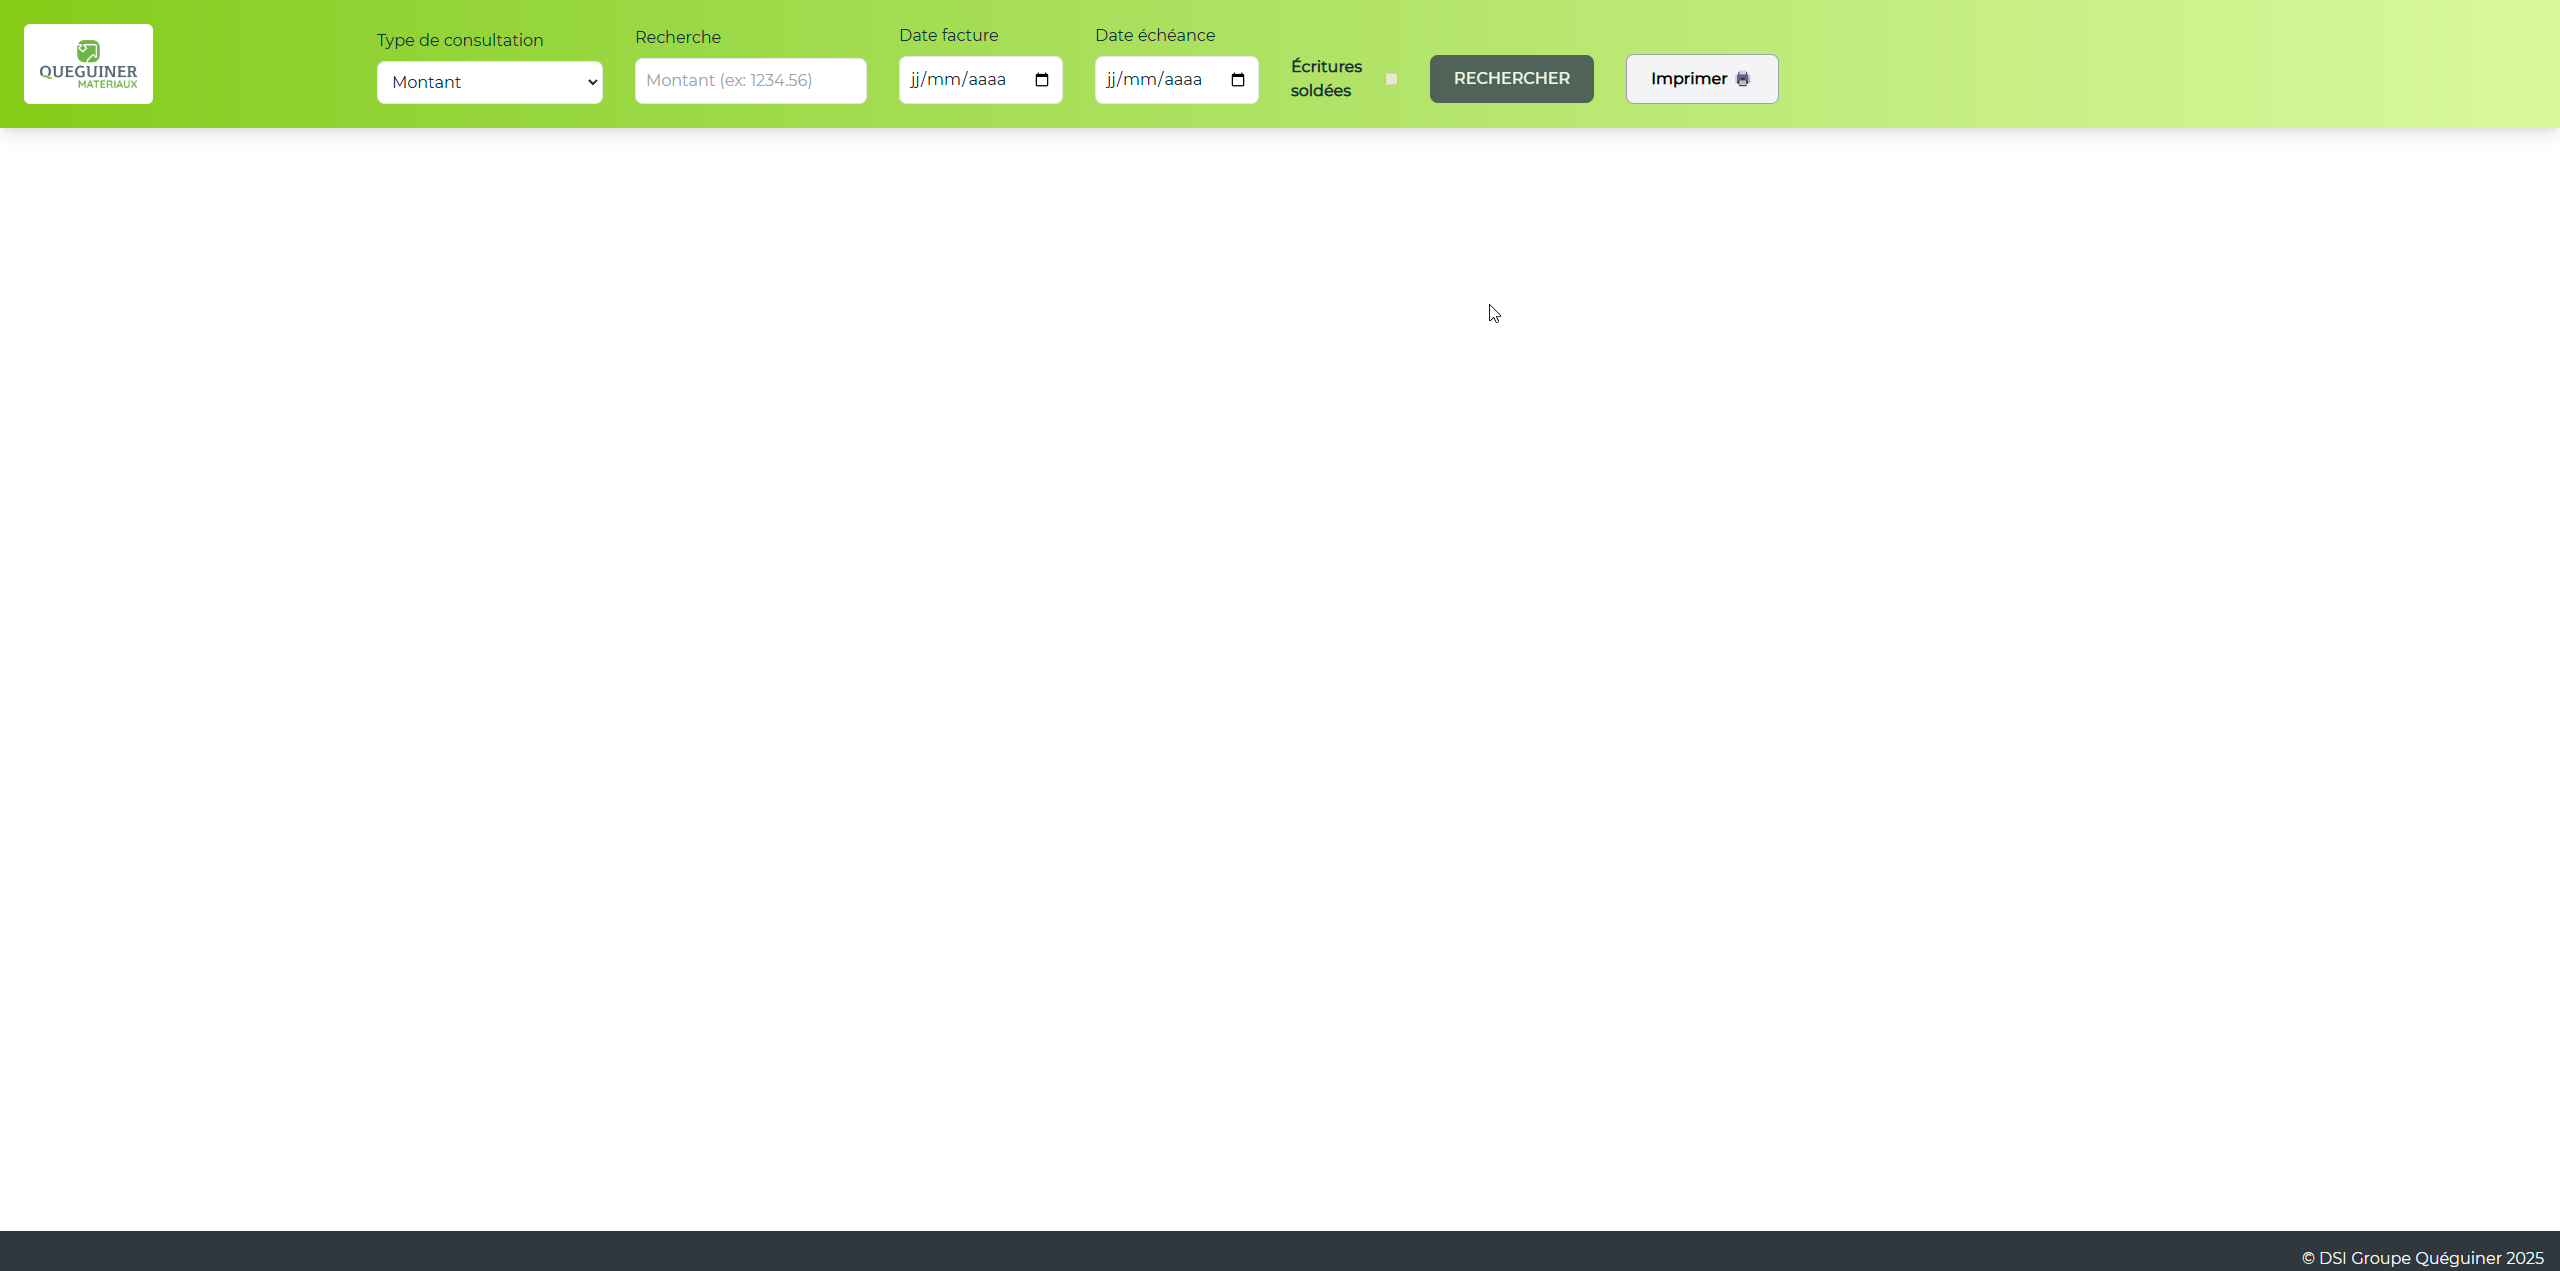 QUEGUINER
MATERIAUX
Type de consultation
Montant
Recherche
Montant (ex: 1234.56)
Date facture
jj/mm/aaaa
Date échéance
jj/mm/aaaa
Écritures
soldées
RECHERCHER
Imprimer
© DSI Groupe Quéguiner 2025